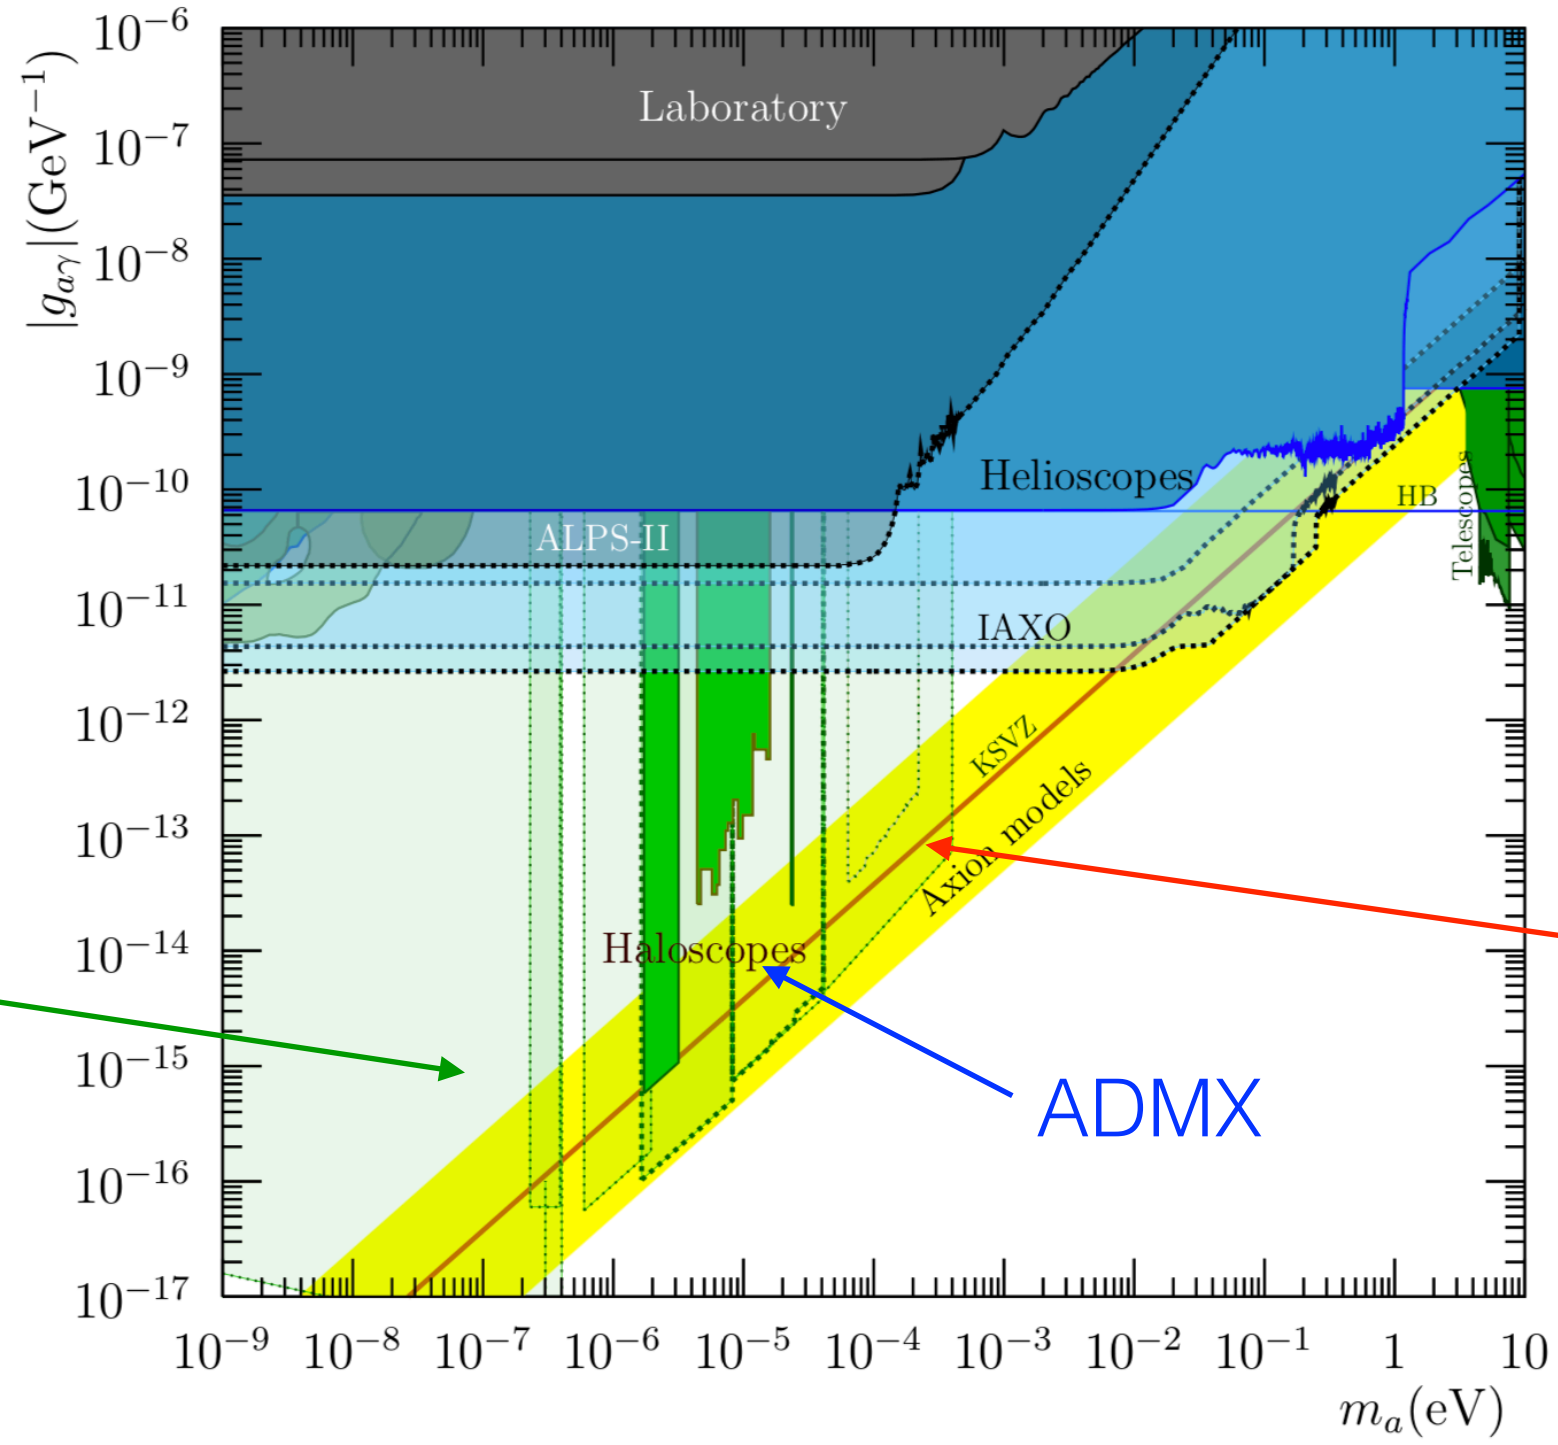 |g_{aγ}|(GeV⁻¹)
10⁻⁶
10⁻⁷
10⁻⁸
10⁻⁹
10⁻¹⁰
10⁻¹¹
10⁻¹²
10⁻¹³
10⁻¹⁴
10⁻¹⁵
10⁻¹⁶
10⁻¹⁷
Laboratory
Helioscopes
HB
Telescopes
ALPS-II
IAXO
KSVZ
Axion models
Haloscopes
ADMX
10⁻⁹ 10⁻⁸ 10⁻⁷ 10⁻⁶ 10⁻⁵ 10⁻⁴ 10⁻³ 10⁻² 10⁻¹ 1 10
m_a(eV)